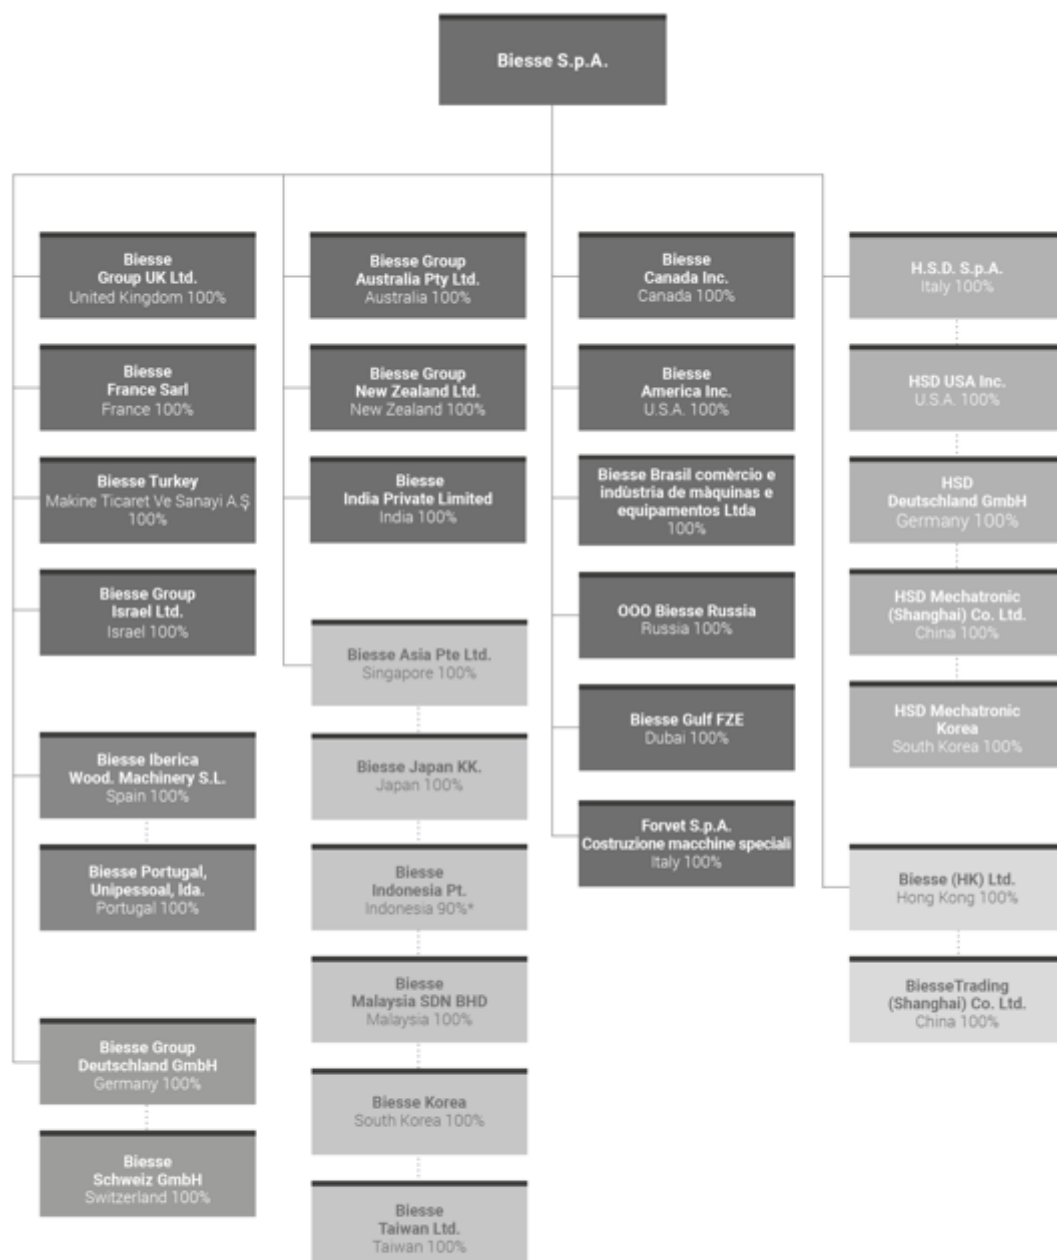 Biesse S.p.A.
Biesse
Group UK Ltd.
United Kingdom 100%
Biesse
France Sarl
France 100%
Biesse Turkey
Makine Ticaret Ve Sanayi A.Ş
100%
Biesse Group
Israel Ltd.
Israel 100%
Biesse Iberica
Wood. Machinery S.L.
Spain 100%
Biesse Portugal,
Unipessoal, lda.
Portugal 100%
Biesse Group
Deutschland GmbH
Germany 100%
Biesse
Schweiz GmbH
Switzerland 100%
Biesse Group
Australia Pty Ltd.
Australia 100%
Biesse Group
New Zealand Ltd.
New Zealand 100%
Biesse
India Private Limited
India 100%
Biesse Asia Pte Ltd.
Singapore 100%
Biesse Japan KK.
Japan 100%
Biesse
Indonesia Pt.
Indonesia 90%*
Biesse
Malaysia SDN BHD
Malaysia 100%
Biesse Korea
South Korea 100%
Biesse
Taiwan Ltd.
Taiwan 100%
Biesse
Canada Inc.
Canada 100%
Biesse
America Inc.
U.S.A. 100%
Biesse Brasil comèrcio e
indùstria de màquinas e
equipamentos Ltda
100%
OOO Biesse Russia
Russia 100%
Biesse Gulf FZE
Dubai 100%
Forvet S.p.A.
Costruzione macchine speciali
Italy 100%
H.S.D. S.p.A.
Italy 100%
HSD USA Inc.
U.S.A. 100%
HSD
Deutschland GmbH
Germany 100%
HSD Mechatronic
(Shanghai) Co. Ltd.
China 100%
HSD Mechatronic
Korea
South Korea 100%
Biesse (HK) Ltd.
Hong Kong 100%
BiesseTrading
(Shanghai) Co. Ltd.
China 100%